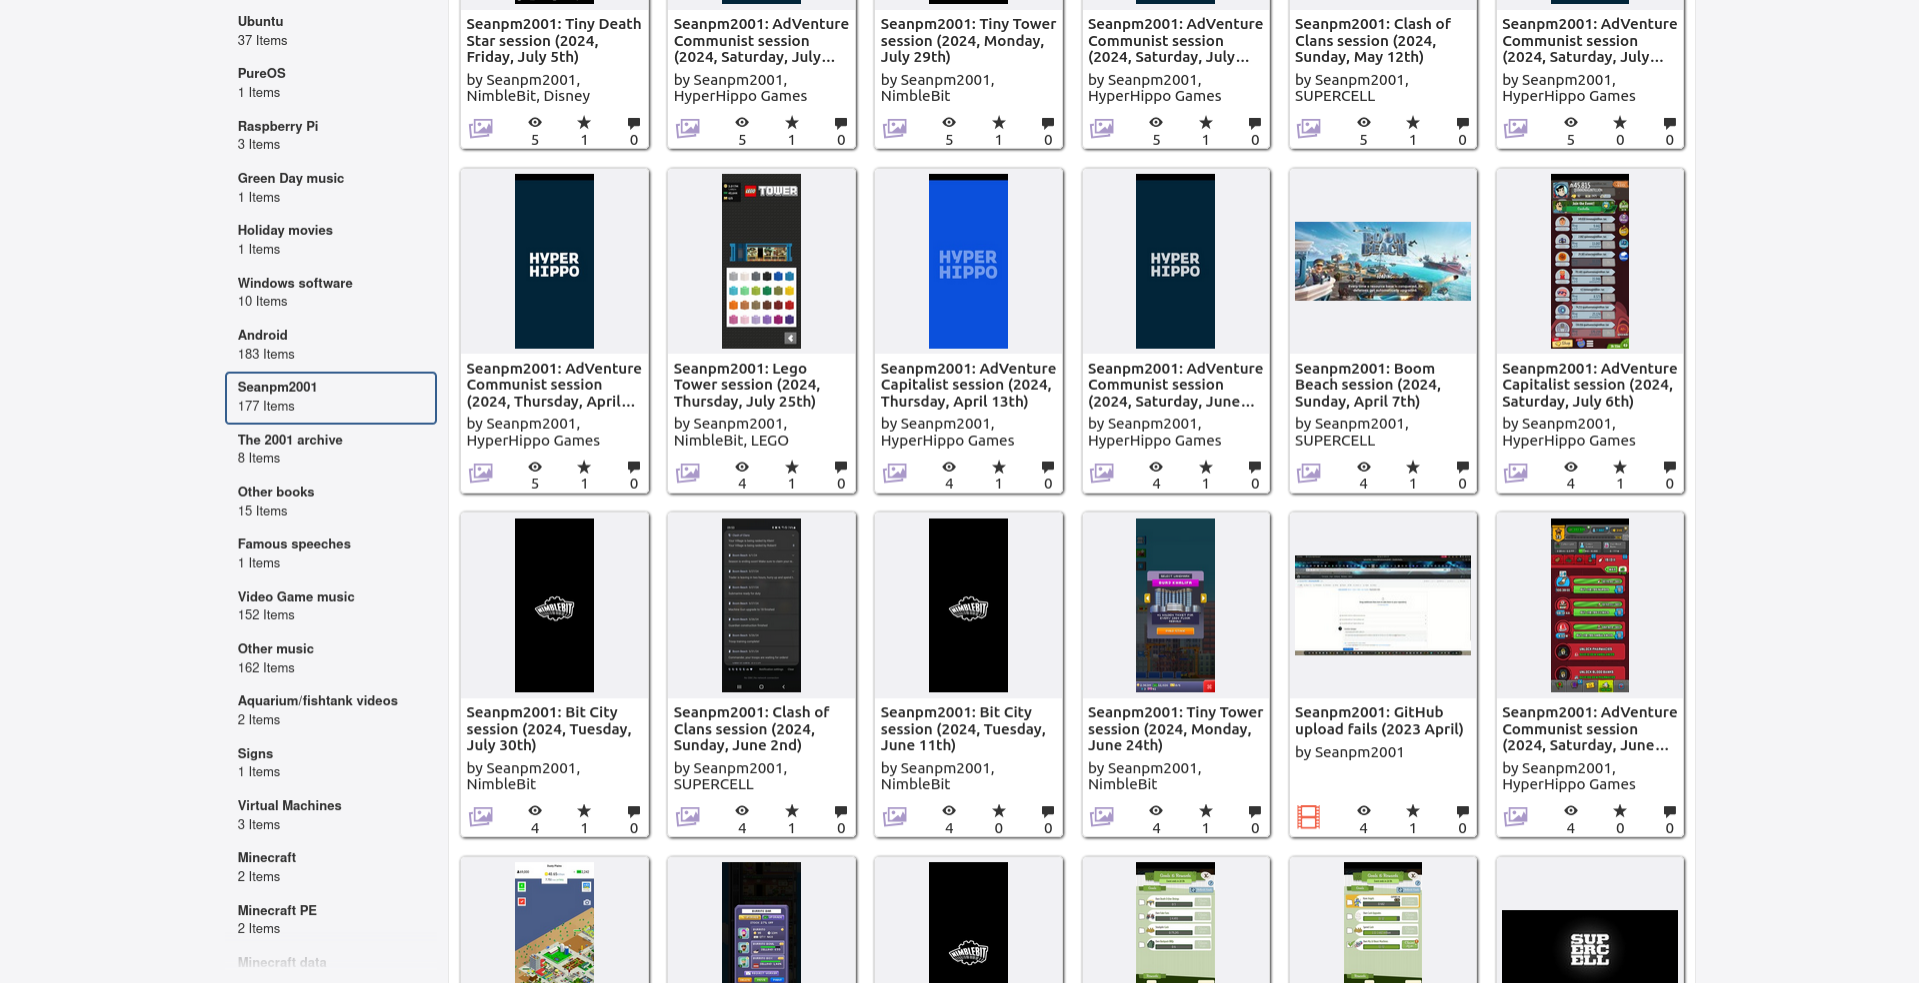 Ubuntu
37 Items
PureOS
1 Items
Raspberry Pi
3 Items
Green Day music
1 Items
Holiday movies
1 Items
Windows software
10 Items
Android
183 Items
Seanpm2001
177 Items
The 2001 archive
8 Items
Other books
15 Items
Famous speeches
1 Items
Video Game music
152 Items
Other music
162 Items
Aquarium/fishtank videos
2 Items
Signs
1 Items
Virtual Machines
3 Items
Minecraft
2 Items
Minecraft PE
2 Items
Minecraft data
Seanpm2001: Tiny Death
Star session (2024,
Friday, July 5th)
by Seanpm2001,
NimbleBit, Disney
5 1 0
Seanpm2001: AdVenture
Communist session
(2024, Saturday, July...
by Seanpm2001,
HyperHippo Games
5 1 0
Seanpm2001: Tiny Tower
session (2024, Monday,
July 29th)
by Seanpm2001,
NimbleBit
5 1 0
Seanpm2001: AdVenture
Communist session
(2024, Saturday, July...
by Seanpm2001,
HyperHippo Games
5 1 0
Seanpm2001: Clash of
Clans session (2024,
Sunday, May 12th)
by Seanpm2001,
SUPERCELL
5 1 0
Seanpm2001: AdVenture
Communist session
(2024, Saturday, July...
by Seanpm2001,
HyperHippo Games
5 0 0
HYPER
HIPPO
Seanpm2001: AdVenture
Communist session
(2024, Thursday, April...
by Seanpm2001,
HyperHippo Games
5 1 0
LEGO TOWER
Seanpm2001: Lego
Tower session (2024,
Thursday, July 25th)
by Seanpm2001,
NimbleBit, LEGO
4 1 0
HYPER
HIPPO
Seanpm2001: AdVenture
Capitalist session (2024,
Thursday, April 13th)
by Seanpm2001,
HyperHippo Games
4 1 0
HYPER
HIPPO
Seanpm2001: AdVenture
Communist session
(2024, Saturday, June...
by Seanpm2001,
HyperHippo Games
4 1 0
BOOM
BEACH
Seanpm2001: Boom
Beach session (2024,
Sunday, April 7th)
by Seanpm2001,
SUPERCELL
4 1 0
Seanpm2001: AdVenture
Capitalist session (2024,
Saturday, July 6th)
by Seanpm2001,
HyperHippo Games
4 1 0
NIMBLEBIT
Seanpm2001: Bit City
session (2024, Tuesday,
July 30th)
by Seanpm2001,
NimbleBit
4 1 0
Seanpm2001: Clash of
Clans session (2024,
Sunday, June 2nd)
by Seanpm2001,
SUPERCELL
4 1 0
NIMBLEBIT
Seanpm2001: Bit City
session (2024, Tuesday,
June 11th)
by Seanpm2001,
NimbleBit
4 0 0
Seanpm2001: Tiny Tower
session (2024, Monday,
June 24th)
by Seanpm2001,
NimbleBit
4 1 0
Seanpm2001: GitHub
upload fails (2023 April)
by Seanpm2001
4 1 0
Seanpm2001: AdVenture
Communist session
(2024, Saturday, June...
by Seanpm2001,
HyperHippo Games
4 0 0
NIMBLEBIT
SUP
ERC
ELL